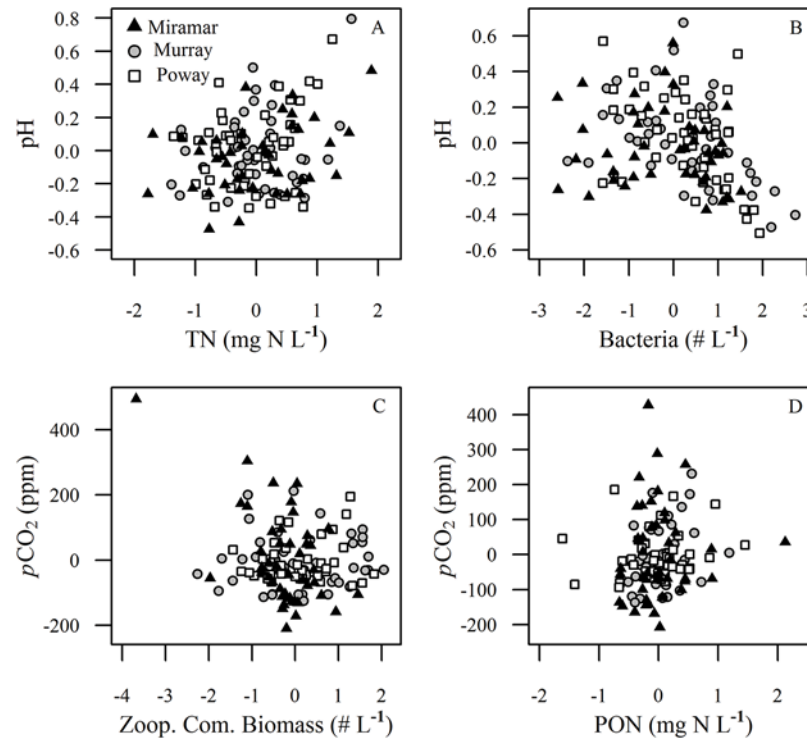 0.8
0.6
0.4
0.2
0.0
-0.2
-0.4
-0.6
pH
Miramar
Murray
Poway
A
-2 -1 0 1 2
TN (mg N L⁻¹)
0.6
0.4
0.2
0.0
-0.2
-0.4
-0.6
pH
B
-3 -2 -1 0 1 2 3
Bacteria (# L⁻¹)
400
200
0
-200
pCO₂ (ppm)
C
-4 -3 -2 -1 0 1 2
Zoop. Com. Biomass (# L⁻¹)
400
300
200
100
0
-100
-200
pCO₂ (ppm)
D
-2 -1 0 1 2
PON (mg N L⁻¹)